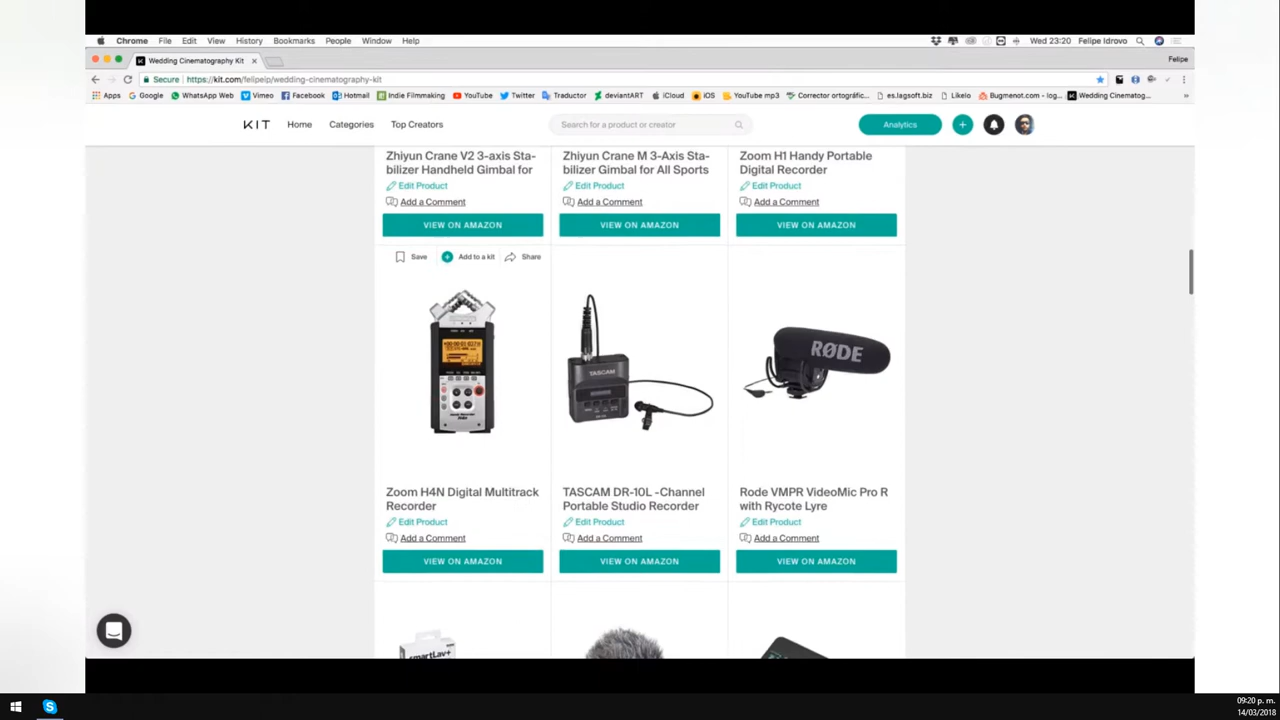 Chrome File Edit View History Bookmarks People Window Help Wed 23:20 Felipe Idrovo
Wedding Cinematography Kit Felipe
Secure https://kit.com/felipeip/wedding-cinematography-kit
Apps Google WhatsApp Web Vimeo Facebook Hotmail Indie Filmmaking YouTube Twitter Traductor deviantART iCloud iOS YouTube mp3 Corrector ortográfic... es.lagsoft.biz Likelo Bugmenot.com - log... Wedding Cinematog...
KIT Home Categories Top Creators Search for a product or creator Analytics
Zhiyun Crane V2 3-axis Sta- Zhiyun Crane M 3-Axis Sta- Zoom H1 Handy Portable
bilizer Handheld Gimbal for bilizer Gimbal for All Sports Digital Recorder
Edit Product Edit Product Edit Product
Add a Comment Add a Comment Add a Comment
VIEW ON AMAZON VIEW ON AMAZON VIEW ON AMAZON
Save Add to a kit Share
TASCAM
RØDE
Zoom H4N Digital Multitrack TASCAM DR-10L -Channel Rode VMPR VideoMic Pro R
Recorder Portable Studio Recorder with Rycote Lyre
Edit Product Edit Product Edit Product
Add a Comment Add a Comment Add a Comment
VIEW ON AMAZON VIEW ON AMAZON VIEW ON AMAZON
smartLav+
09:20 p. m.
14/03/2018